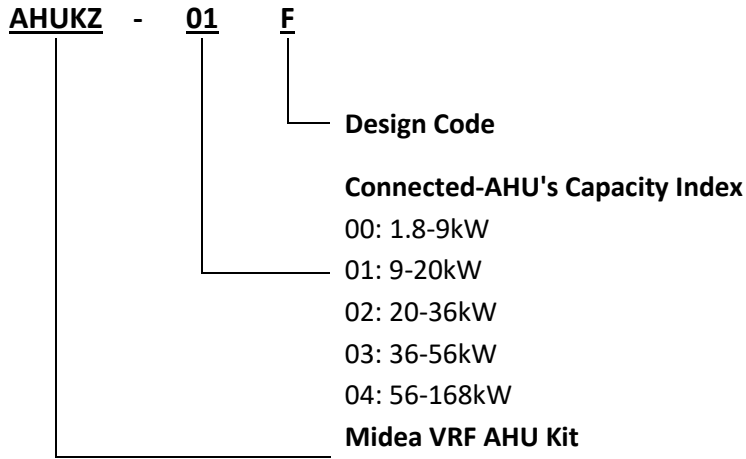 AHUKZ - 01 F
Design Code
Connected-AHU's Capacity Index
00: 1.8-9kW
01: 9-20kW
02: 20-36kW
03: 36-56kW
04: 56-168kW
Midea VRF AHU Kit